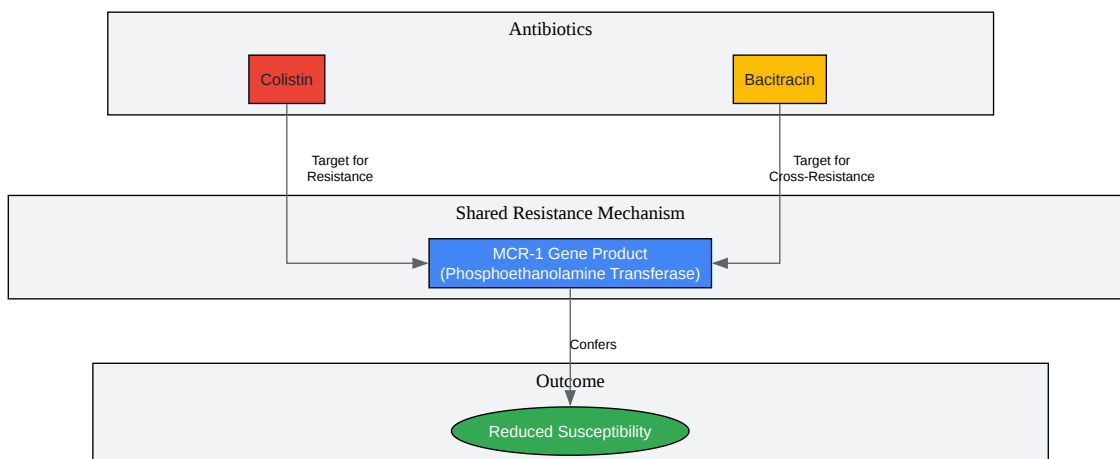 Antibiotics
Colistin
Bacitracin
Target for
Resistance
Target for
Cross-Resistance
Shared Resistance Mechanism
MCR-1 Gene Product
(Phosphoethanolamine Transferase)
Confers
Outcome
Reduced Susceptibility